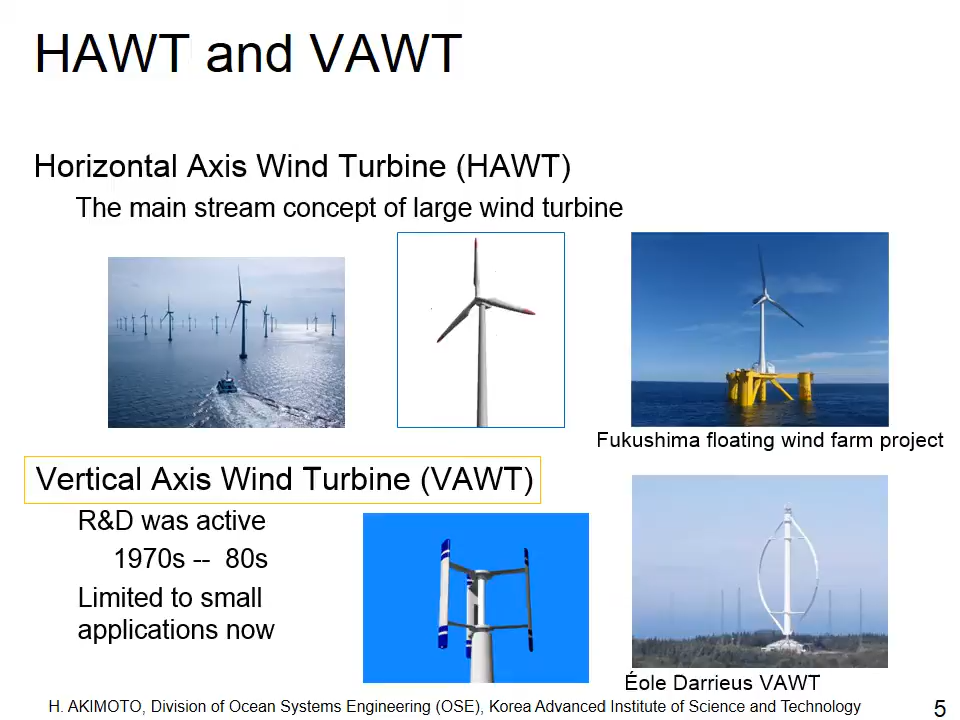 HAWT and VAWT
Horizontal Axis Wind Turbine (HAWT)
The main stream concept of large wind turbine
Fukushima floating wind farm project
Vertical Axis Wind Turbine (VAWT)
R&D was active
1970s -- 80s
Limited to small
applications now
Éole Darrieus VAWT
H. AKIMOTO, Division of Ocean Systems Engineering (OSE), Korea Advanced Institute of Science and Technology
5